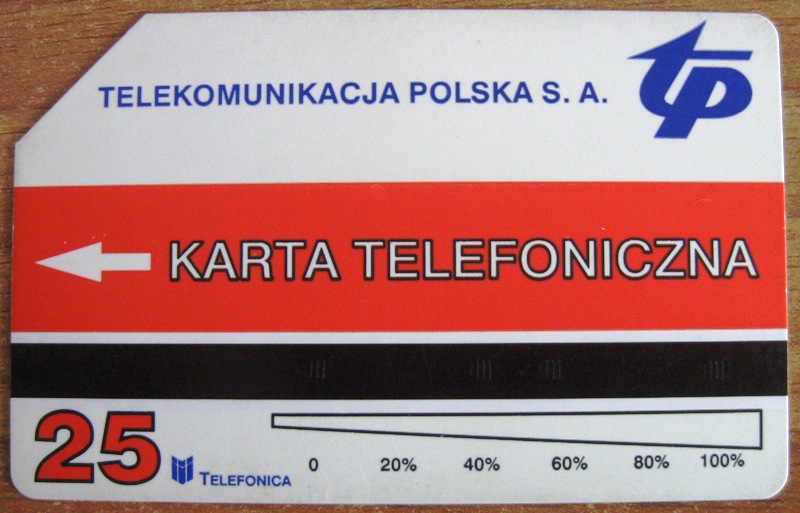 TELEKOMUNIKACJA POLSKA S. A.
tp
KARTA TELEFONICZNA
25
TELEFONICA
0 20% 40% 60% 80% 100%